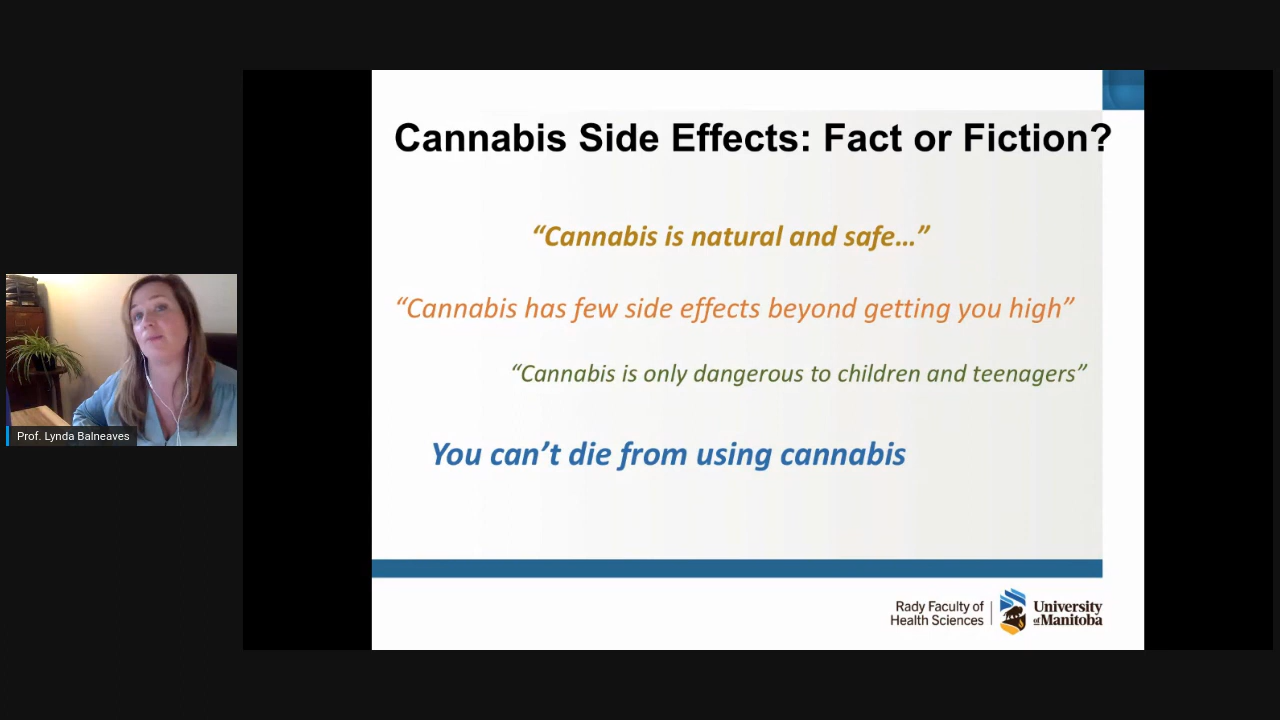 Cannabis Side Effects: Fact or Fiction?
“Cannabis is natural and safe…”
“Cannabis has few side effects beyond getting you high”
“Cannabis is only dangerous to children and teenagers”
You can’t die from using cannabis
Prof. Lynda Balneaves
Rady Faculty of
Health Sciences
University
of Manitoba